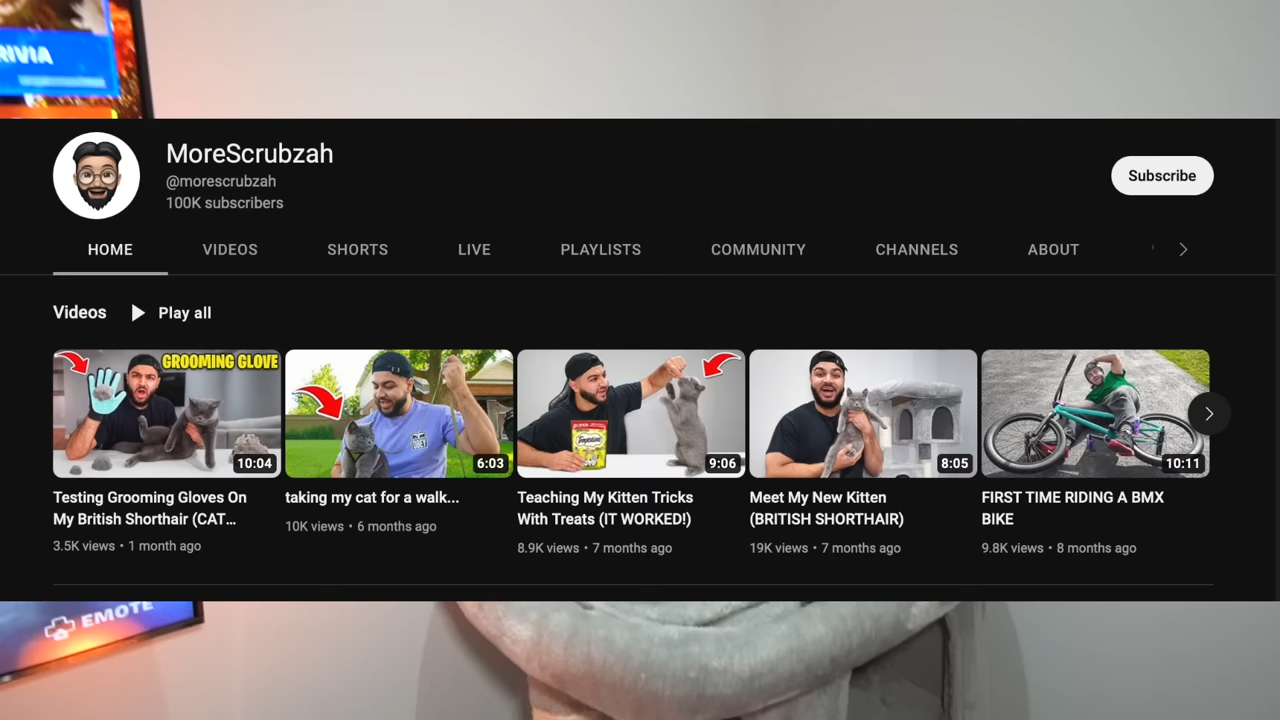 RIVIA
MoreScrubzah
@morescrubzah
100K subscribers
Subscribe
HOME VIDEOS SHORTS LIVE PLAYLISTS COMMUNITY CHANNELS ABOUT
Videos Play all
GROOMING GLOVE
10:04
6:03
Temptations
9:06
8:05
10:11
Testing Grooming Gloves On
My British Shorthair (CAT...
3.5K views • 1 month ago
taking my cat for a walk...
10K views • 6 months ago
Teaching My Kitten Tricks
With Treats (IT WORKED!)
8.9K views • 7 months ago
Meet My New Kitten
(BRITISH SHORTHAIR)
19K views • 7 months ago
FIRST TIME RIDING A BMX
BIKE
9.8K views • 8 months ago
EMOTE